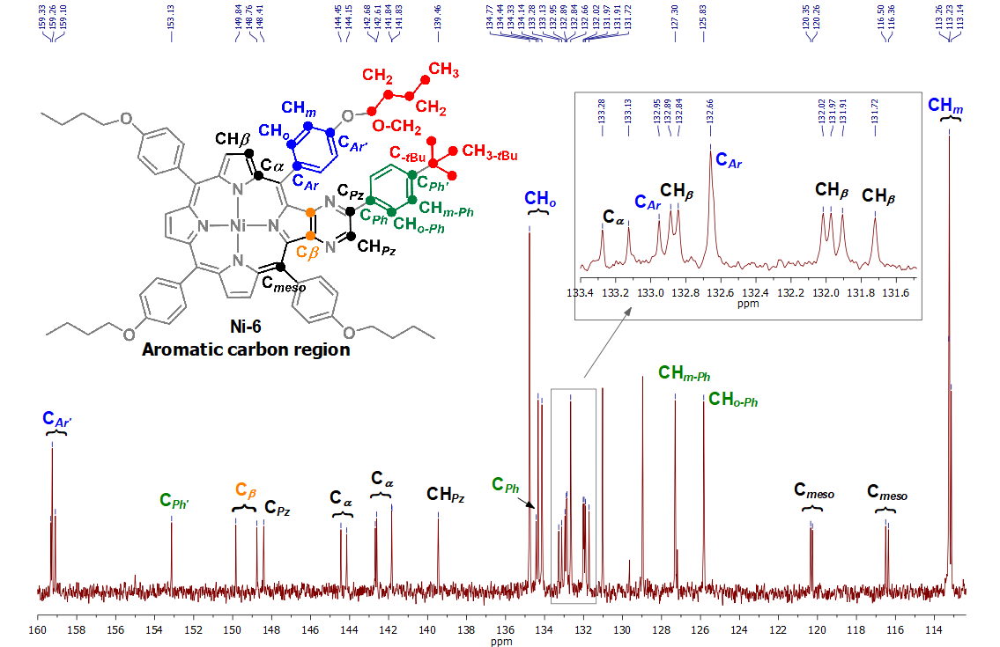 159.33
159.26
159.10
153.13
149.84
148.76
148.41
144.45
144.15
142.68
142.61
141.84
141.83
139.46
134.77
134.44
134.33
134.14
133.28
133.13
132.95
132.89
132.84
132.66
132.02
131.97
131.91
131.72
127.30
125.83
120.35
120.26
116.50
116.36
113.26
113.23
113.14
CH2
CH3
CHm
O
CH2
O-CH2
CHo
CAr'
O
CHβ
C-tBu
CH3-tBu
Cα
CAr
CPz
CPh'
N
N
CPh
CHm-Ph
CHo-Ph
N
Ni
N
Cβ
N
CHPz
N
Cmeso
O
O
Ni-6
Aromatic carbon region
133.28
133.13
132.95
132.89
132.84
132.66
132.02
131.97
131.91
131.72
CAr
CHβ
CAr
CHβ
CHβ
Cα
133.4 133.2 133.0 132.8 132.6 132.4 132.2 132.0 131.8 131.6
ppm
CHm
CHo
CHm-Ph
CHo-Ph
CAr'
CPh'
Cβ
CPz
Cα
Cα
CHPz
CPh
Cmeso
Cmeso
160 158 156 154 152 150 148 146 144 142 140 138 136 134 132 130 128 126 124 122 120 118 116 114
ppm